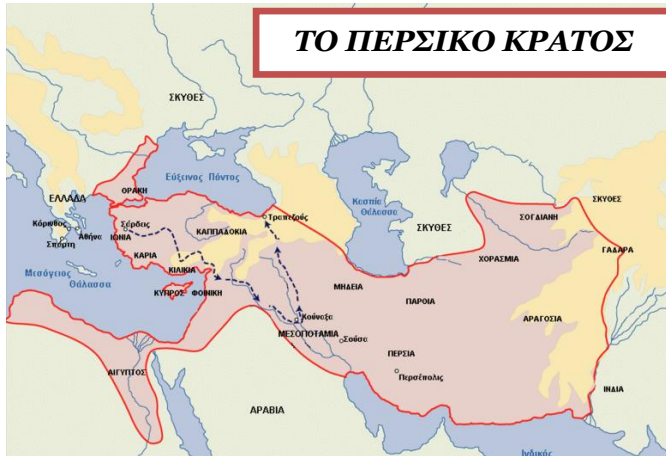 ΤΟ ΠΕΡΣΙΚΟ ΚΡΑΤΟΣ
ΣΚΥΘΕΣ
Εύξεινος Πόντος
Κασπία
Θάλασσα
ΣΚΥΘΕΣ
ΣΟΓΔΙΑΝΗ
ΣΚΥΘΕΣ
ΕΛΛΑΔΑ
ΘΡΑΚΗ
Τραπεζούς
Κόρινθος
Αθήνα
Σπάρτη
Σάρδεις
ΙΩΝΙΑ
ΚΑΠΠΑΔΟΚΙΑ
ΓΑΔΑΡΑ
ΧΟΡΑΣΜΙΑ
ΚΑΡΙΑ
ΚΙΛΙΚΙΑ
Μεσόγειος
Θάλασσα
ΚΥΠΡΟΣ
ΦΟΙΝΙΚΗ
ΜΗΔΕΙΑ
ΠΑΡΟΙΑ
ΑΡΑΓΟΣΙΑ
Κούναξα
ΜΕΣΟΠΟΤΑΜΙΑ
Σούσα
ΠΕΡΣΙΑ
Περσέπολις
ΑΙΓΥΠΤΟΣ
ΙΝΔΙΑ
ΑΡΑΒΙΑ
Ινδικός